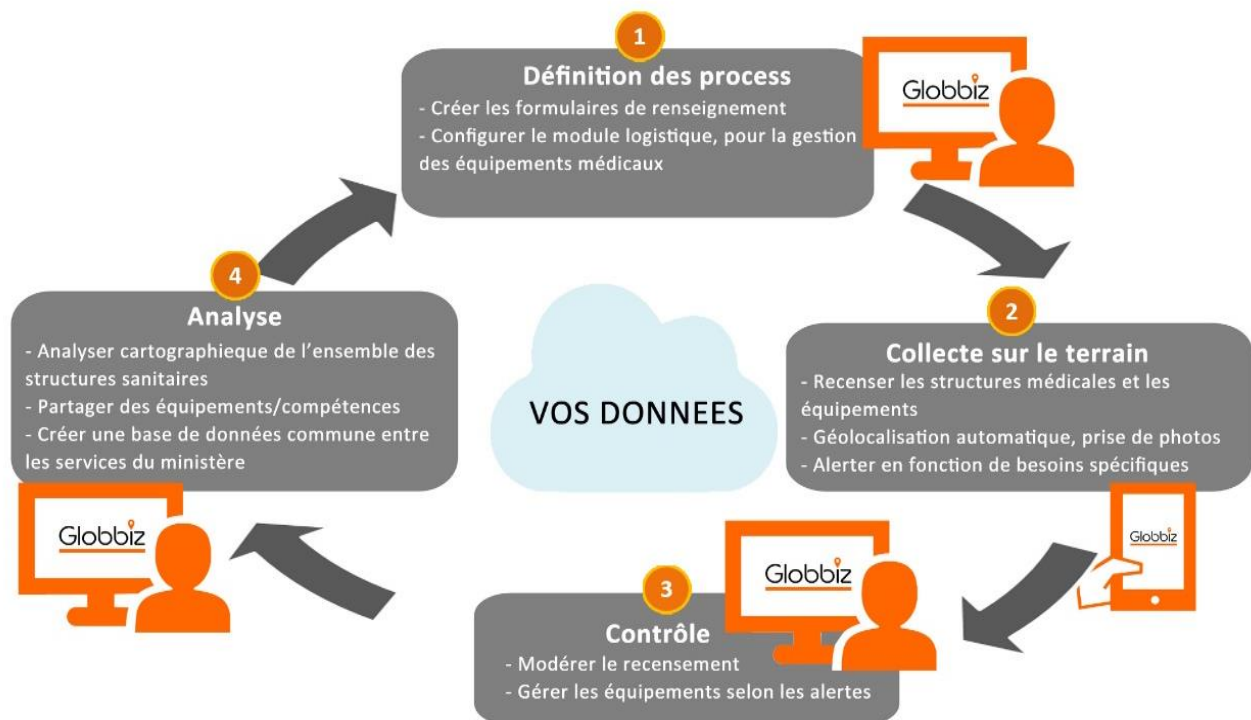 1
Définition des process
- Créer les formulaires de renseignement
- Configurer le module logistique, pour la gestion
des équipements médicaux
Globbiz
2
Collecte sur le terrain
- Recenser les structures médicales et les
équipements
- Géolocalisation automatique, prise de photos
- Alerter en fonction de besoins spécifiques
Globbiz
3
Contrôle
- Modérer le recensement
- Gérer les équipements selon les alertes
Globbiz
4
Analyse
- Analyser cartographieque de l’ensemble des
structures sanitaires
- Partager des équipements/compétences
- Créer une base de données commune entre
les services du ministère
Globbiz
VOS DONNEES